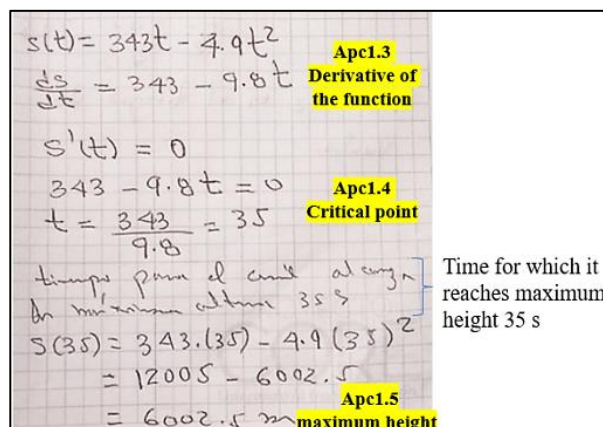 s(t) = 343t - 4.9t²
Apc1.3
Derivative of
the function
ds/dt = 343 - 9.8t
s'(t) = 0
343 - 9.8t = 0
Apc1.4
Critical point
t = 343/9.8 = 35
tiempo para el cual alcanza
la máxima altura 35 s
Time for which it
reaches maximum
height 35 s
S(35) = 343.(35) - 4.9(35)²
= 12005 - 6002.5
= 6002.5 m
Apc1.5
maximum height